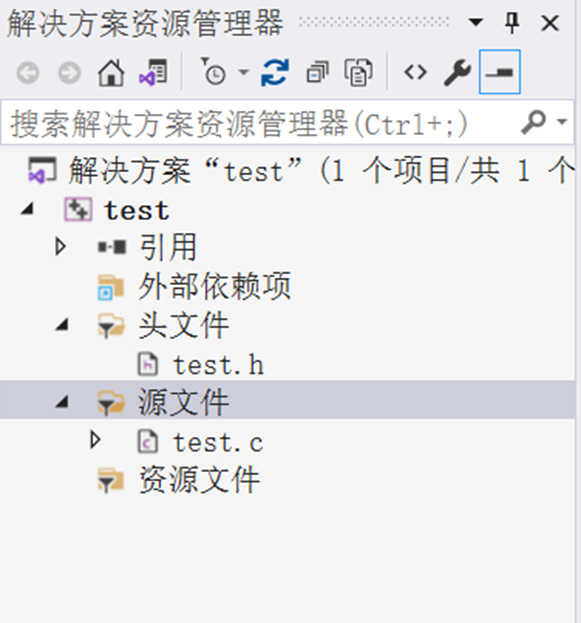 解决方案资源管理器
搜索解决方案资源管理器(Ctrl+;)
解决方案“test”(1 个项目/共 1 个
test
引用
外部依赖项
头文件
test.h
源文件
test.c
资源文件